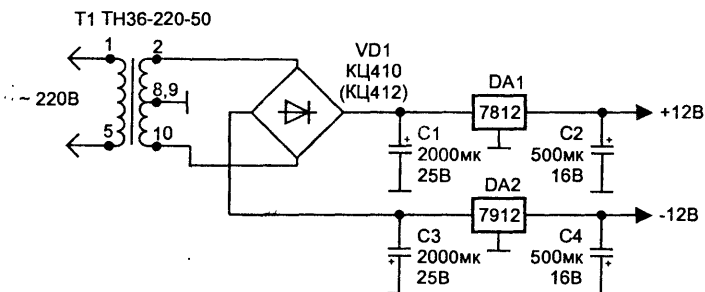 T1 ТН36-220-50
1
2
~ 220В
8,9
5
10
VD1
КЦ410
(КЦ412)
DA1
7812
+12В
+
C1
2000мк
25В
+
C2
500мк
16В
DA2
7912
-12В
C3
+
2000мк
25В
C4
+
500мк
16В